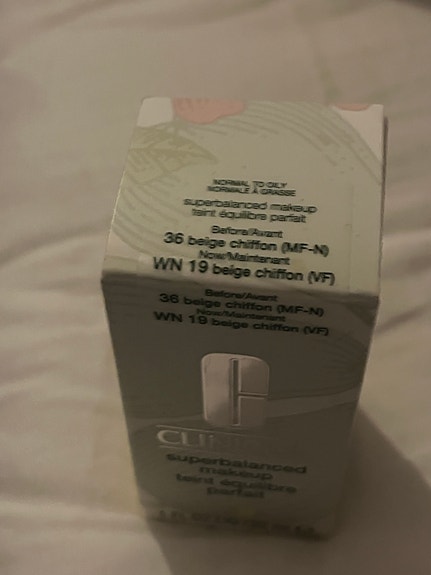 NORMAL TO OILY
NORMALE À GRASSE
superbalanced makeup
teint équilibre parfait
Before/Avant
36 beige chiffon (MF-N)
Now/Maintenant
WN 19 beige chiffon (VF)
Before/Avant
36 beige chiffon (MF-N)
Now/Maintenant
WN 19 beige chiffon (VF)
CLINIQUE
superbalanced
makeup
teint équilibre
parfait